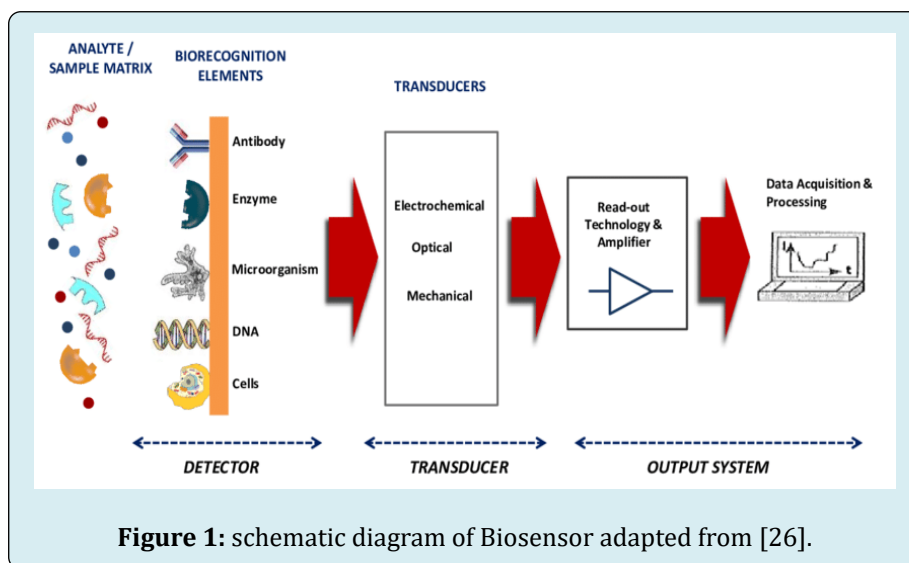 ANALYTE /
SAMPLE MATRIX
BIORECOGNITION
ELEMENTS
TRANSDUCERS
Antibody
Enzyme
Microorganism
DNA
Cells
Electrochemical
Optical
Mechanical
Read-out
Technology &
Amplifier
Data Acquisition &
Processing
I
t
DETECTOR
TRANSDUCER
OUTPUT SYSTEM
Figure 1: schematic diagram of Biosensor adapted from [26].